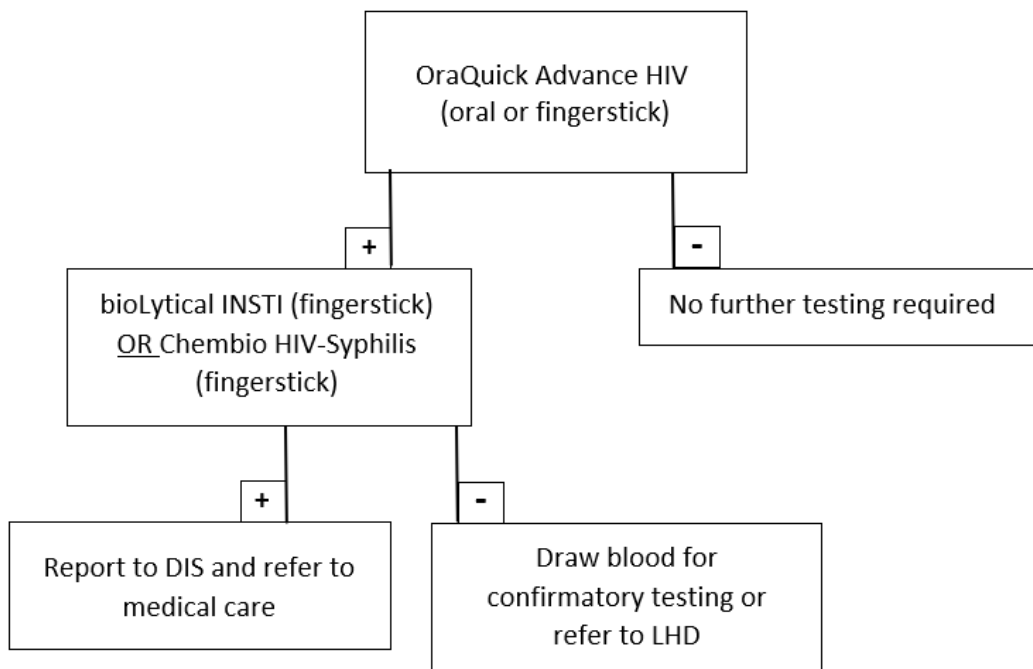 OraQuick Advance HIV
(oral or fingerstick)
+
-
bioLytical INSTI (fingerstick)
OR Chembio HIV-Syphilis
(fingerstick)
No further testing required
+
-
Report to DIS and refer to
medical care
Draw blood for
confirmatory testing or
refer to LHD